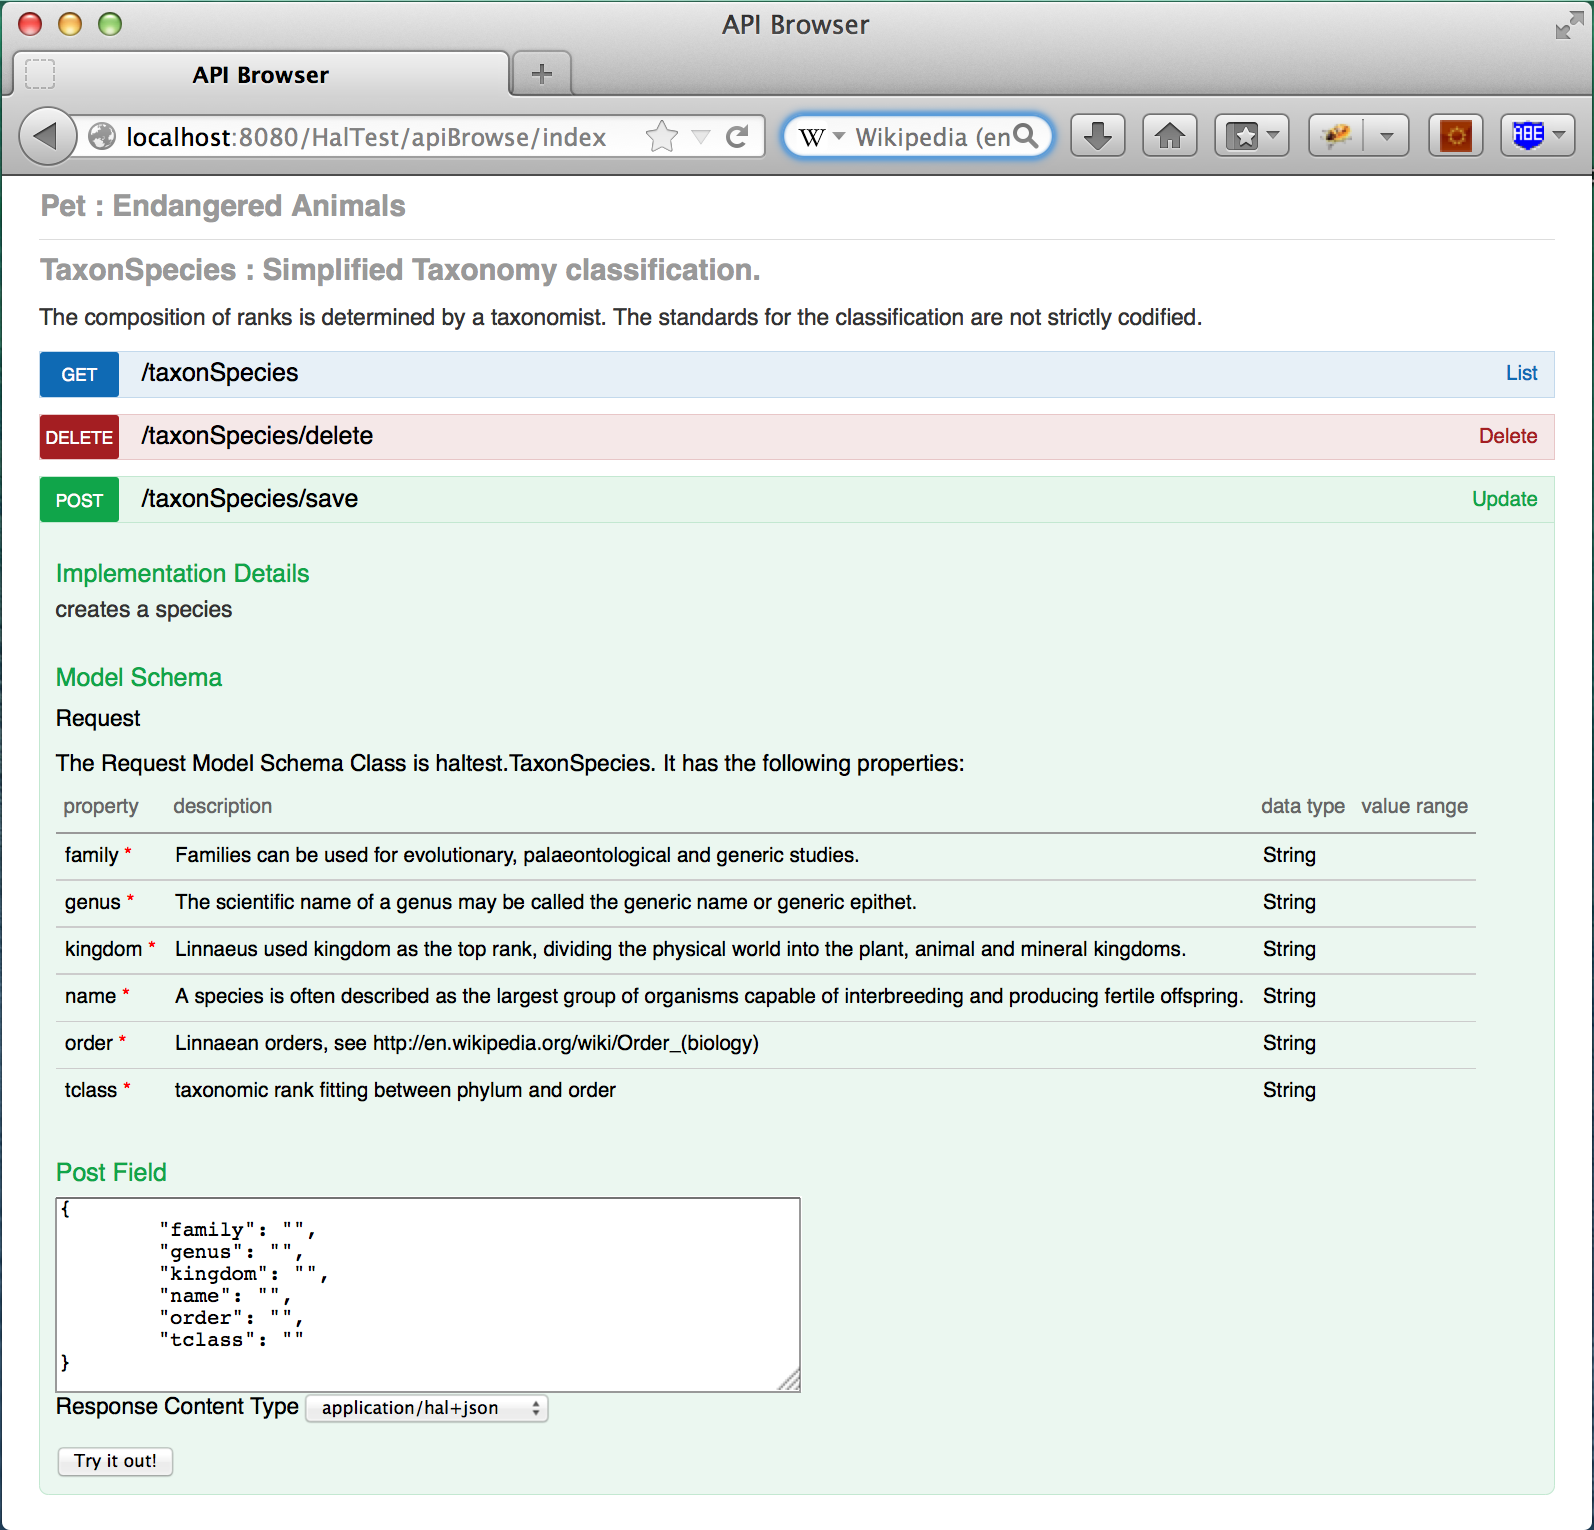 API Browser
API Browser
localhost:8080/HalTest/apiBrowse/index
W Wikipedia (en
ABE
Pet : Endangered Animals
TaxonSpecies : Simplified Taxonomy classification.
The composition of ranks is determined by a taxonomist. The standards for the classification are not strictly codified.
GET /taxonSpecies List
DELETE /taxonSpecies/delete Delete
POST /taxonSpecies/save Update
Implementation Details
creates a species
Model Schema
Request
The Request Model Schema Class is haltest.TaxonSpecies. It has the following properties:
property description data type value range
family * Families can be used for evolutionary, palaeontological and generic studies. String
genus * The scientific name of a genus may be called the generic name or generic epithet. String
kingdom * Linnaeus used kingdom as the top rank, dividing the physical world into the plant, animal and mineral kingdoms. String
name * A species is often described as the largest group of organisms capable of interbreeding and producing fertile offspring. String
order * Linnaean orders, see http://en.wikipedia.org/wiki/Order_(biology) String
tclass * taxonomic rank fitting between phylum and order String
Post Field
{
"family": "",
"genus": "",
"kingdom": "",
"name": "",
"order": "",
"tclass": ""
}
Response Content Type application/hal+json
Try it out!